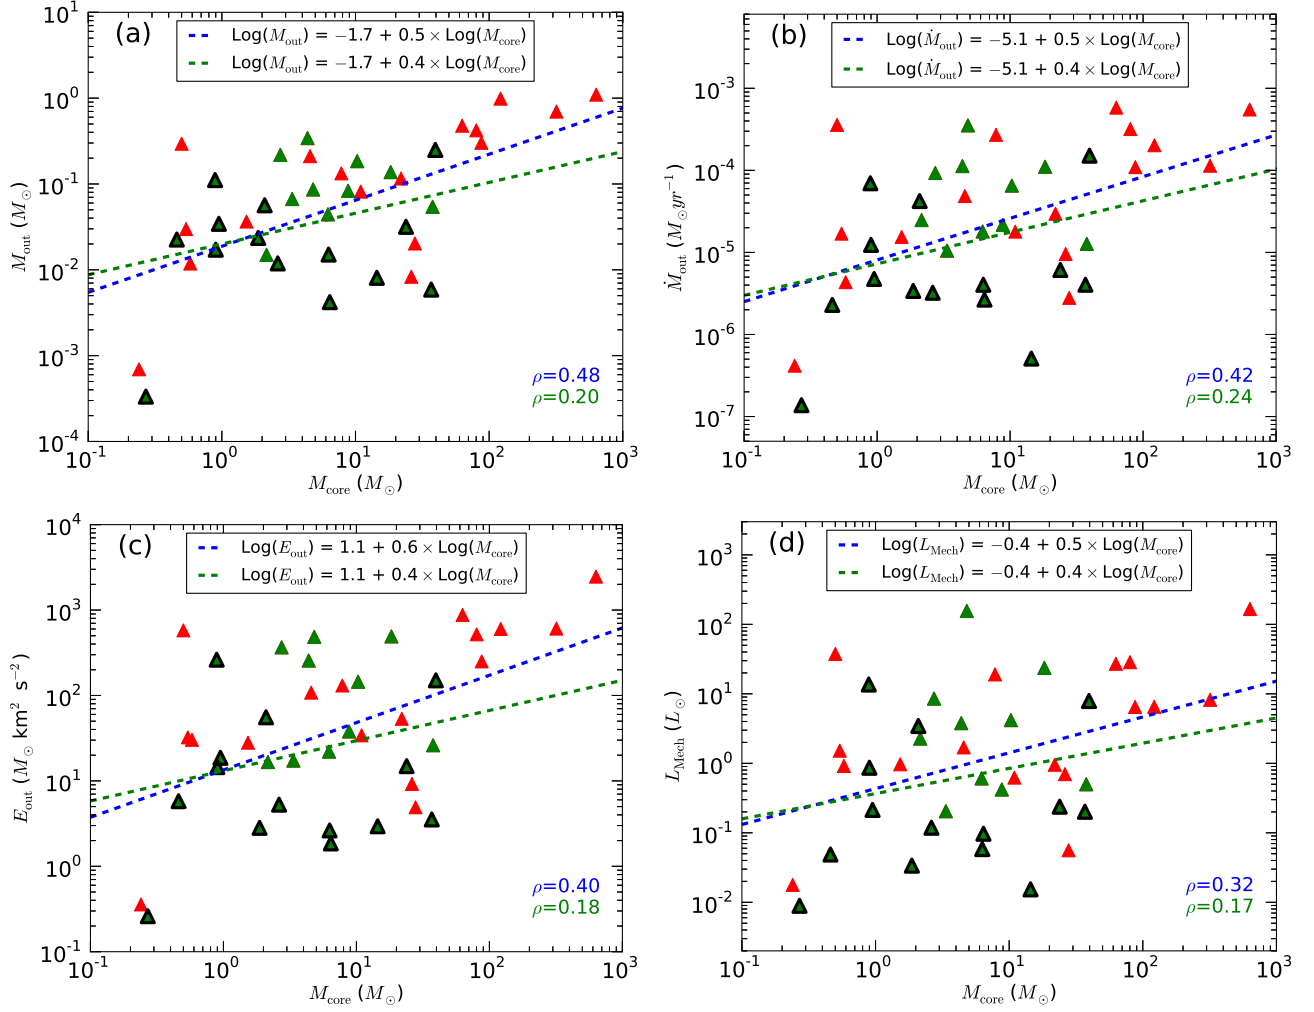 (a)
Log(M_out) = −1.7 + 0.5 × Log(M_core)
Log(M_out) = −1.7 + 0.4 × Log(M_core)
10^1
10^0
10^-1
10^-2
10^-3
10^-4
M_out (M_⊙)
ρ=0.48
ρ=0.20
10^-1 10^0 10^1 10^2 10^3
M_core (M_⊙)
(b)
Log(Ṁ_out) = −5.1 + 0.5 × Log(M_core)
Log(Ṁ_out) = −5.1 + 0.4 × Log(M_core)
10^-3
10^-4
10^-5
10^-6
10^-7
Ṁ_out (M_⊙ yr^−1)
ρ=0.42
ρ=0.24
10^-1 10^0 10^1 10^2 10^3
M_core (M_⊙)
(c)
Log(E_out) = 1.1 + 0.6 × Log(M_core)
Log(E_out) = 1.1 + 0.4 × Log(M_core)
10^4
10^3
10^2
10^1
10^0
10^-1
E_out (M_⊙ km^2 s^−2)
ρ=0.40
ρ=0.18
10^-1 10^0 10^1 10^2 10^3
M_core (M_⊙)
(d)
Log(L_Mech) = −0.4 + 0.5 × Log(M_core)
Log(L_Mech) = −0.4 + 0.4 × Log(M_core)
10^3
10^2
10^1
10^0
10^-1
10^-2
L_Mech (L_⊙)
ρ=0.32
ρ=0.17
10^-1 10^0 10^1 10^2 10^3
M_core (M_⊙)